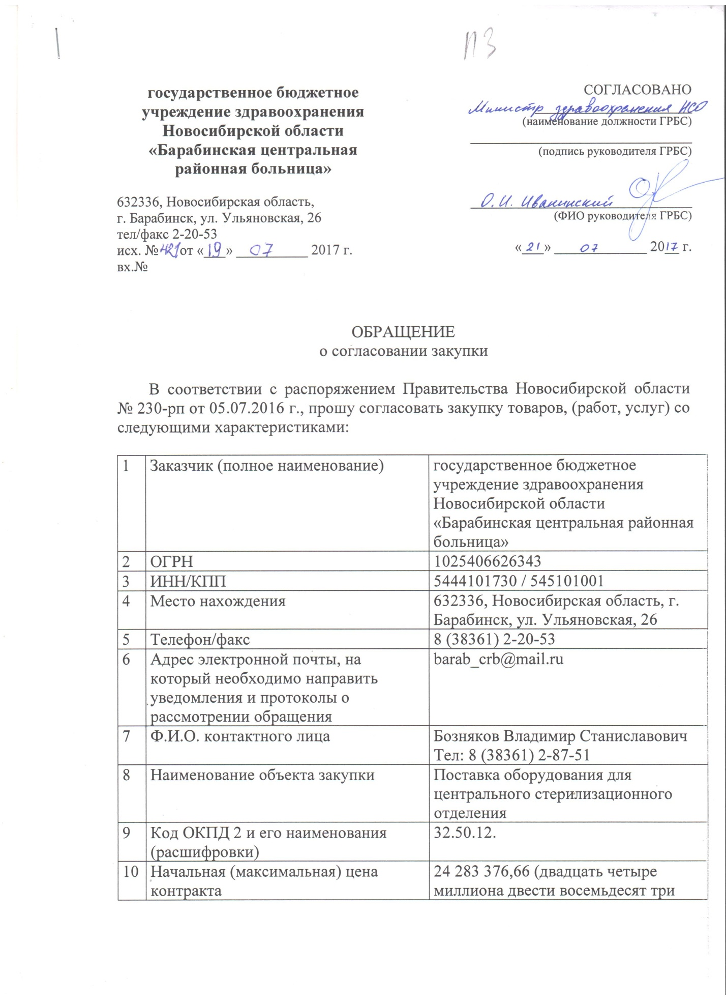 П3
государственное бюджетное
учреждение здравоохранения
Новосибирской области
«Барабинская центральная
районная больница»
632336, Новосибирская область,
г. Барабинск, ул. Ульяновская, 26
тел/факс 2-20-53
исх. №421 от «19» 07 2017 г.
вх.№
СОГЛАСОВАНО
Министр здравоохранения НСО
(наименование должности ГРБС)
(подпись руководителя ГРБС)
О.И. Иванинский
(ФИО руководителя ГРБС)
«21» 07 2017 г.
ОБРАЩЕНИЕ
о согласовании закупки
В соответствии с распоряжением Правительства Новосибирской области
№ 230-рп от 05.07.2016 г., прошу согласовать закупку товаров, (работ, услуг) со
следующими характеристиками:
1 Заказчик (полное наименование) государственное бюджетное
учреждение здравоохранения
Новосибирской области
«Барабинская центральная районная
больница»
2 ОГРН 1025406626343
3 ИНН/КПП 5444101730 / 545101001
4 Место нахождения 632336, Новосибирская область, г.
Барабинск, ул. Ульяновская, 26
5 Телефон/факс 8 (38361) 2-20-53
6 Адрес электронной почты, на barab_crb@mail.ru
который необходимо направить
уведомления и протоколы о
рассмотрении обращения
7 Ф.И.О. контактного лица Бозняков Владимир Станиславович
Тел: 8 (38361) 2-87-51
8 Наименование объекта закупки Поставка оборудования для
центрального стерилизационного
отделения
9 Код ОКПД 2 и его наименования 32.50.12.
(расшифровки)
10 Начальная (максимальная) цена 24 283 376,66 (двадцать четыре
контракта миллиона двести восемьдесят три